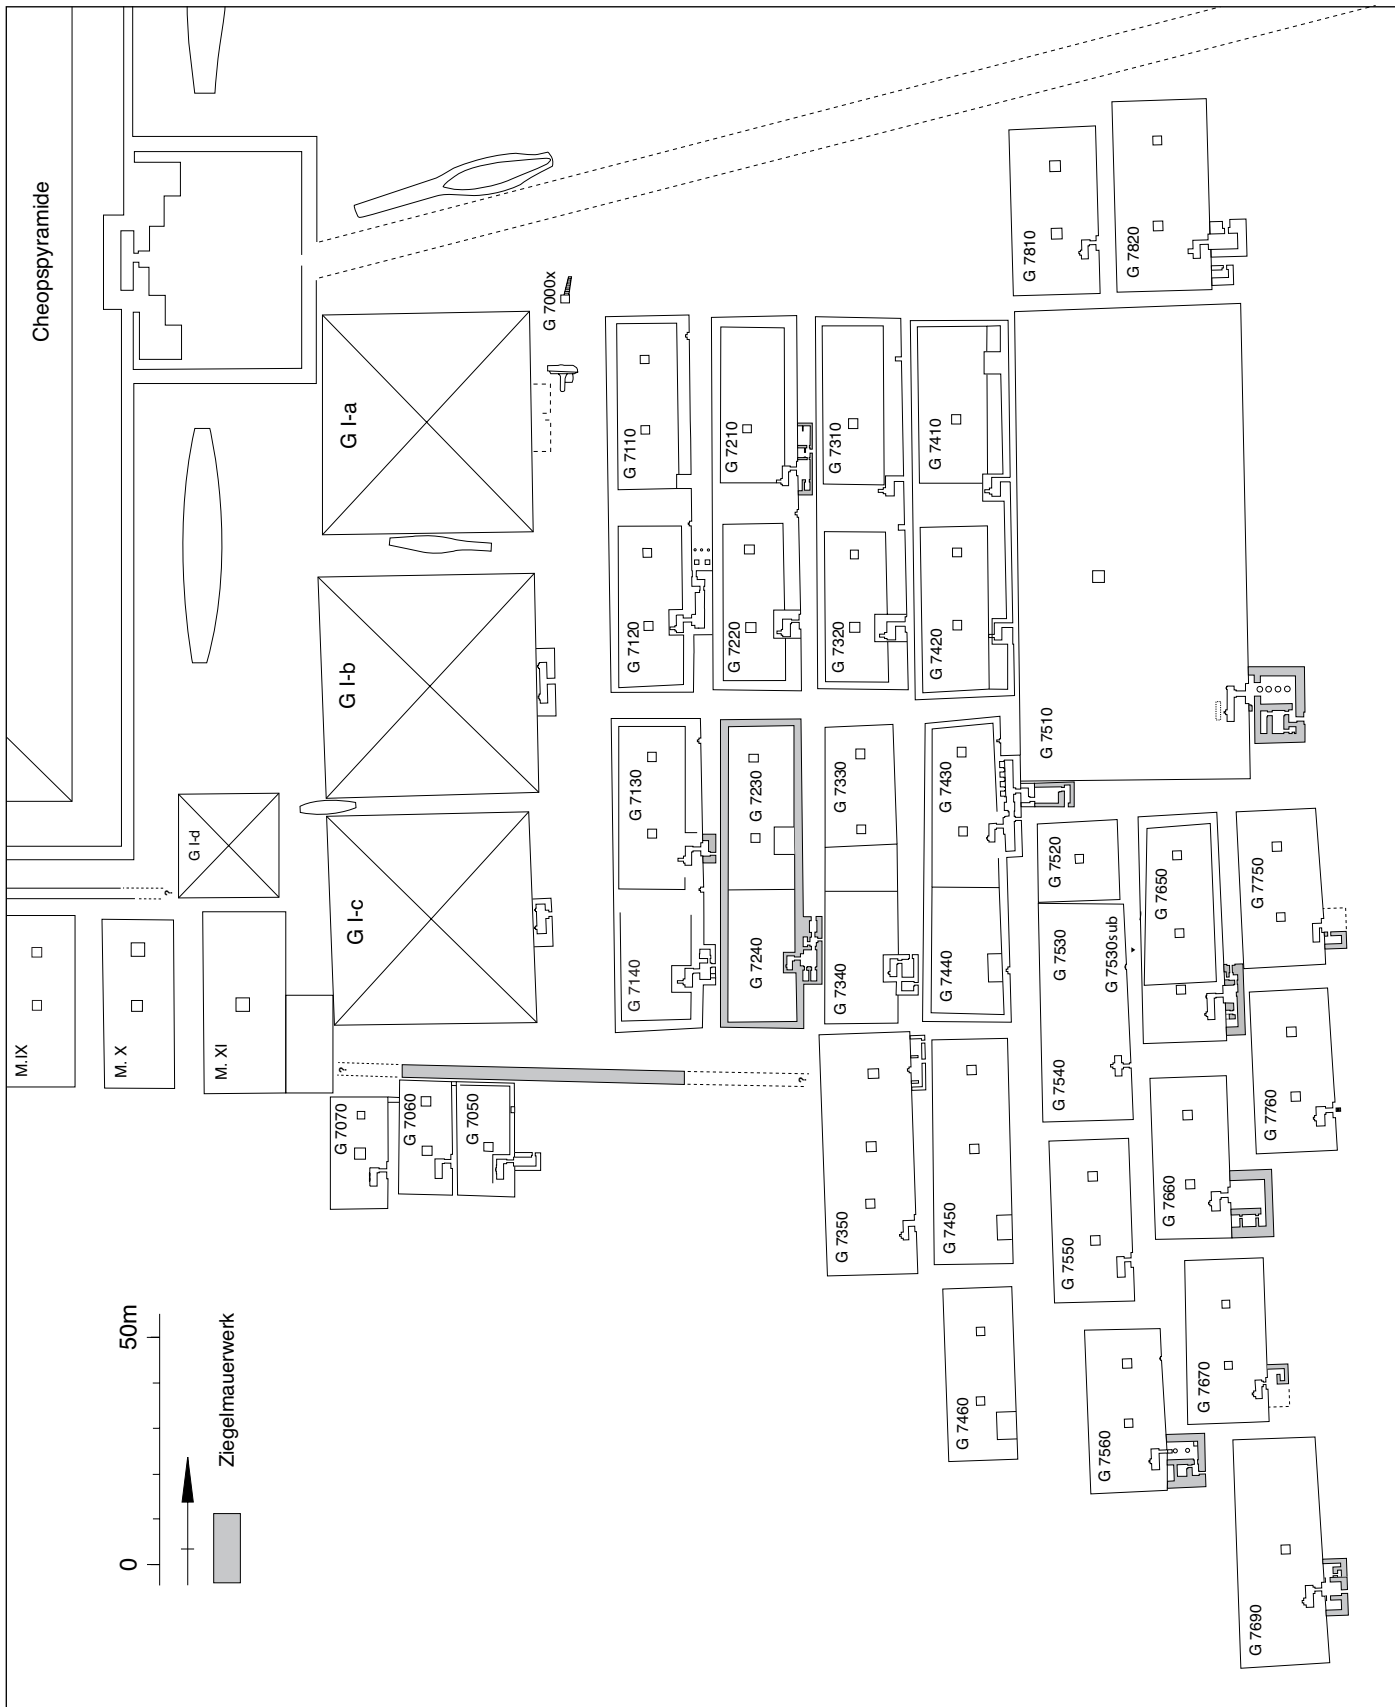 Cheopspyramide
G I-a
G I-b
G I-c
G I-d
G 7000x
M.IX
M. X
M. XI
?
?
?
G 7070
G 7060
G 7050
G 7110
G 7120
G 7130
G 7140
G 7210
G 7220
G 7230
G 7240
G 7310
G 7320
G 7330
G 7340
G 7350
G 7410
G 7420
G 7430
G 7440
G 7450
G 7460
G 7510
G 7520
G 7530
G 7530sub
G 7540
G 7550
G 7560
G 7650
G 7660
G 7670
G 7690
G 7750
G 7760
G 7810
G 7820
0
50m
Ziegelmauerwerk